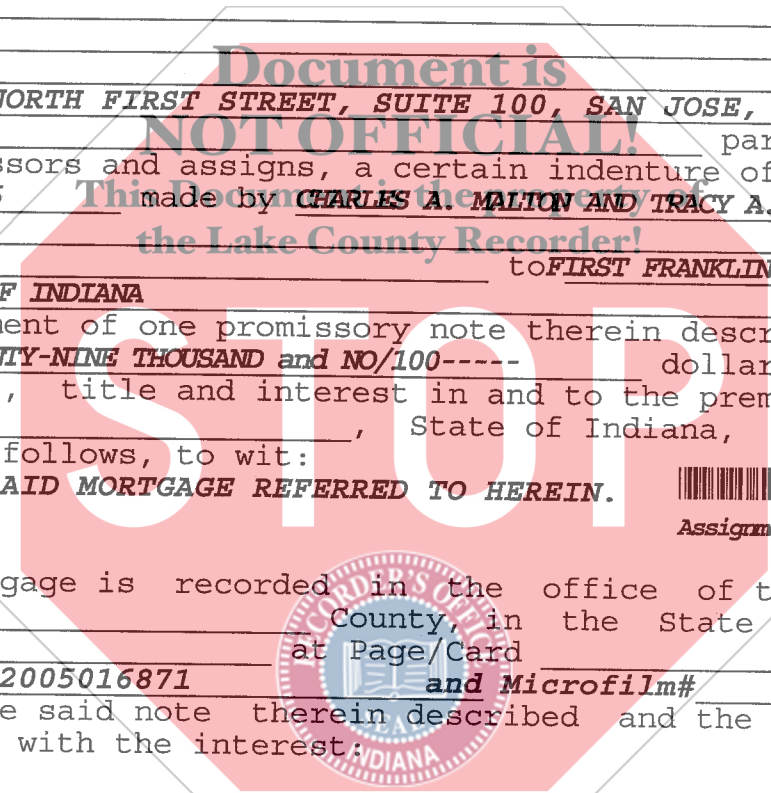 Document is
NORTH FIRST STREET, SUITE 100, SAN JOSE,
NOT OFFICIAL!
par
ssors and assigns, a certain indenture of
5 made by CHARLES A. MALTON AND TRACY A.
This Document is the property of
the Lake County Recorder!
to FIRST FRANKLIN
F INDIANA
ment of one promissory note therein descr
TY-NINE THOUSAND and NO/100----- dollar
, title and interest in and to the prem
, State of Indiana,
follows, to wit:
AID MORTGAGE REFERRED TO HEREIN.
STOP
Assignm
gage is recorded in the office of t
County, in the State
at Page/Card
2005016871 and Microfilm#
e said note therein described and the
with the interest:
RECORDER'S OFFICE
SEAL
INDIANA